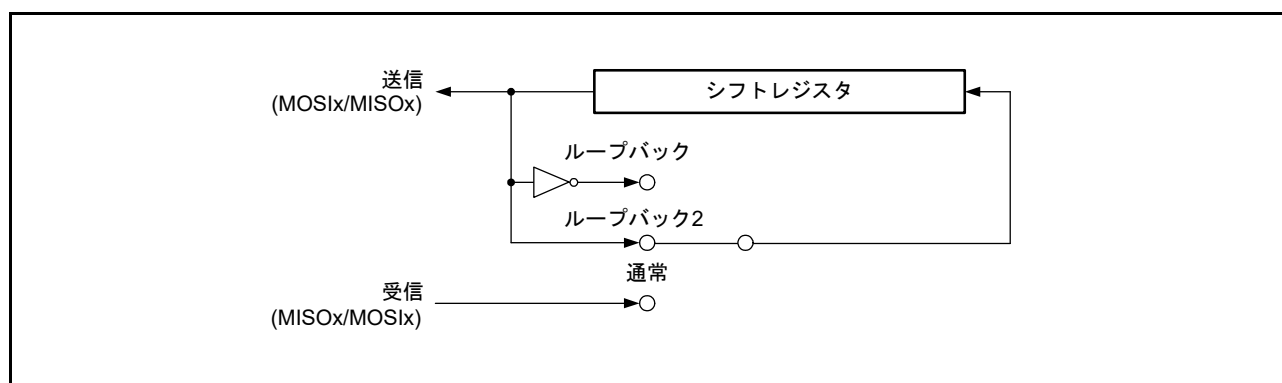 送信
(MOSIx/MISOx)
シフトレジスタ
ループバック
ループバック2
通常
受信
(MISOx/MOSIx)